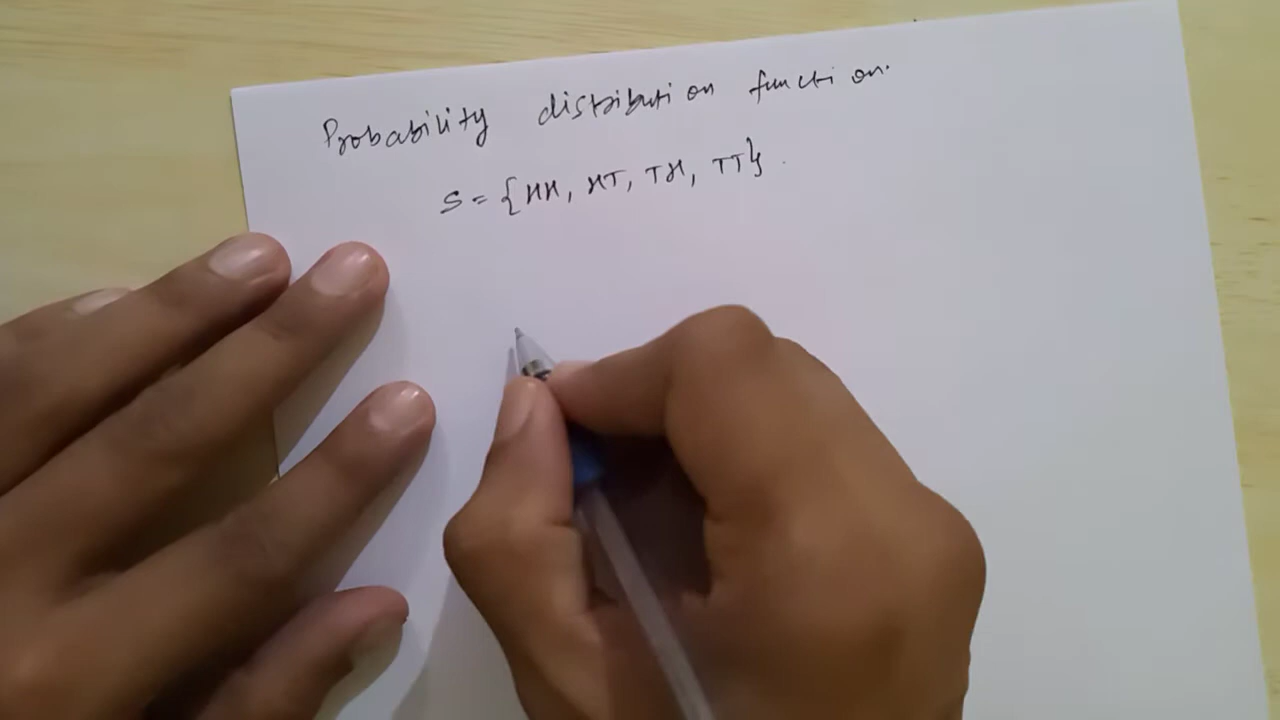 Probability distribution function.
S = {HH, HT, TH, TT}.